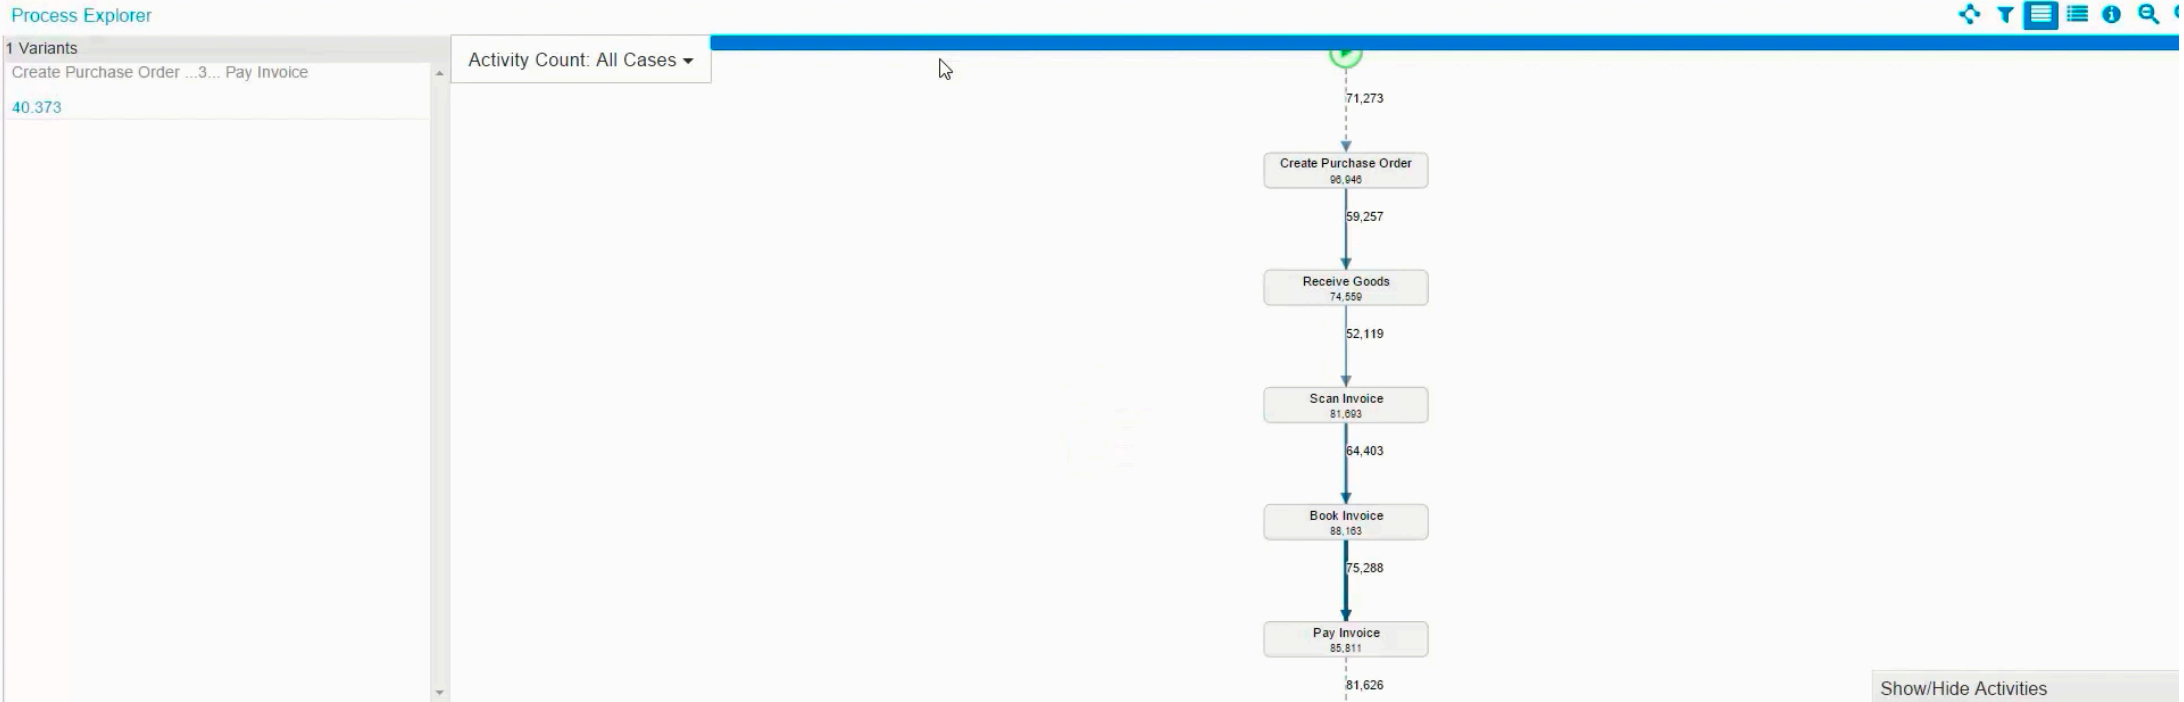 Process Explorer
1 Variants
Create Purchase Order ...3... Pay Invoice
40.373
Activity Count: All Cases
71,273
Create Purchase Order
96,946
59,257
Receive Goods
74,559
52,119
Scan Invoice
81,693
64,403
Book Invoice
88,163
75,288
Pay Invoice
85,811
81,626
Show/Hide Activities